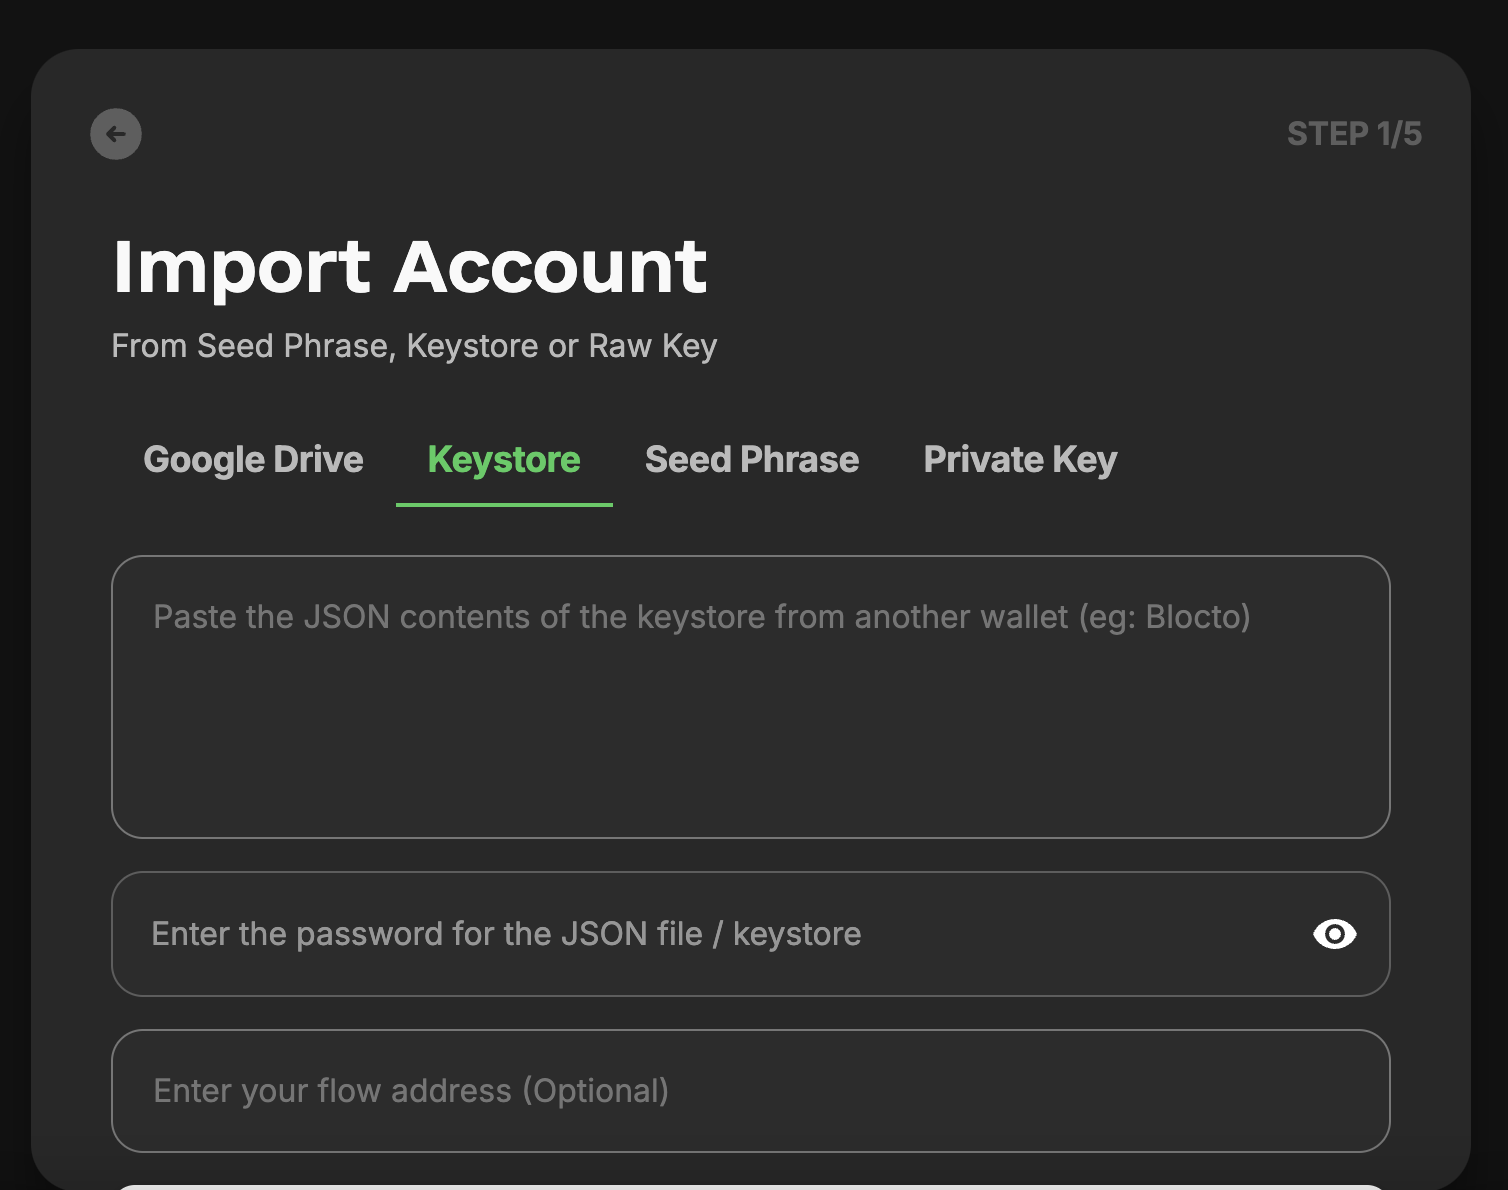 STEP 1/5
Import Account
From Seed Phrase, Keystore or Raw Key
Google Drive Keystore Seed Phrase Private Key
Paste the JSON contents of the keystore from another wallet (eg: Blocto)
Enter the password for the JSON file / keystore
Enter your flow address (Optional)